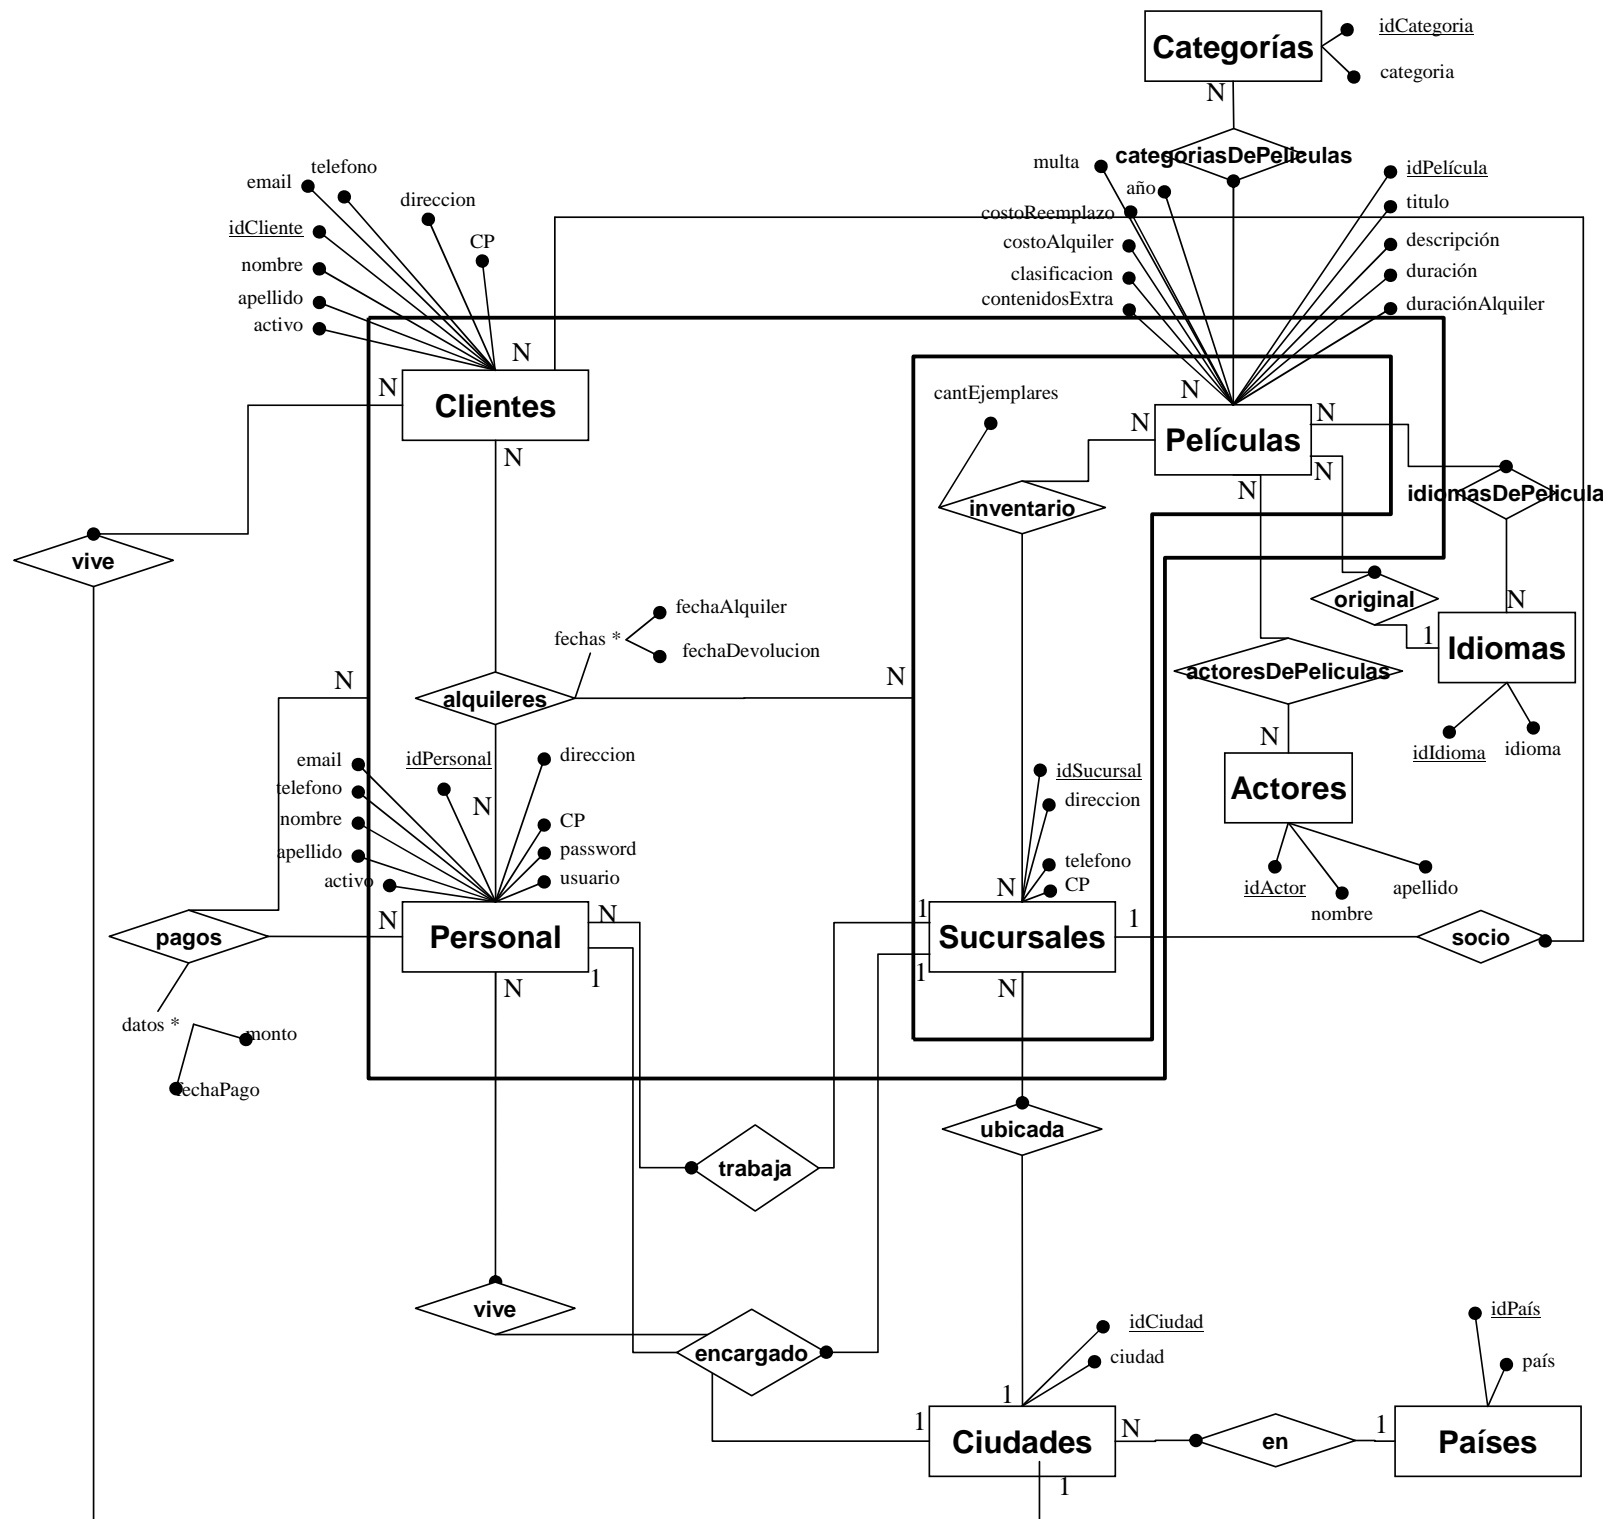 idCategoria
Categorías
categoria
N
categoriasDePeliculas
multa
idPelícula
año
titulo
costoReemplazo
descripción
costoAlquiler
duración
clasificacion
duraciónAlquiler
contenidosExtra
telefono
email
direccion
idCliente
CP
nombre
apellido
activo
N
N
Clientes
N
cantEjemplares
N
N
N
Películas
N
N
inventario
idiomasDePelicula
vive
original
N
1
Idiomas
fechaAlquiler
fechas *
fechaDevolucion
N
N
alquileres
actoresDePeliculas
N
idIdioma
idioma
Actores
email
idPersonal
direccion
telefono
N
nombre
CP
apellido
password
activo
usuario
idSucursal
direccion
telefono
CP
N
idActor
nombre
apellido
pagos
N
Personal
N
1
N
1
1
Sucursales
1
N
socio
datos *
monto
fechaPago
ubicada
trabaja
vive
encargado
idCiudad
ciudad
idPaís
país
1
1
Ciudades
N
en
1
Países
1